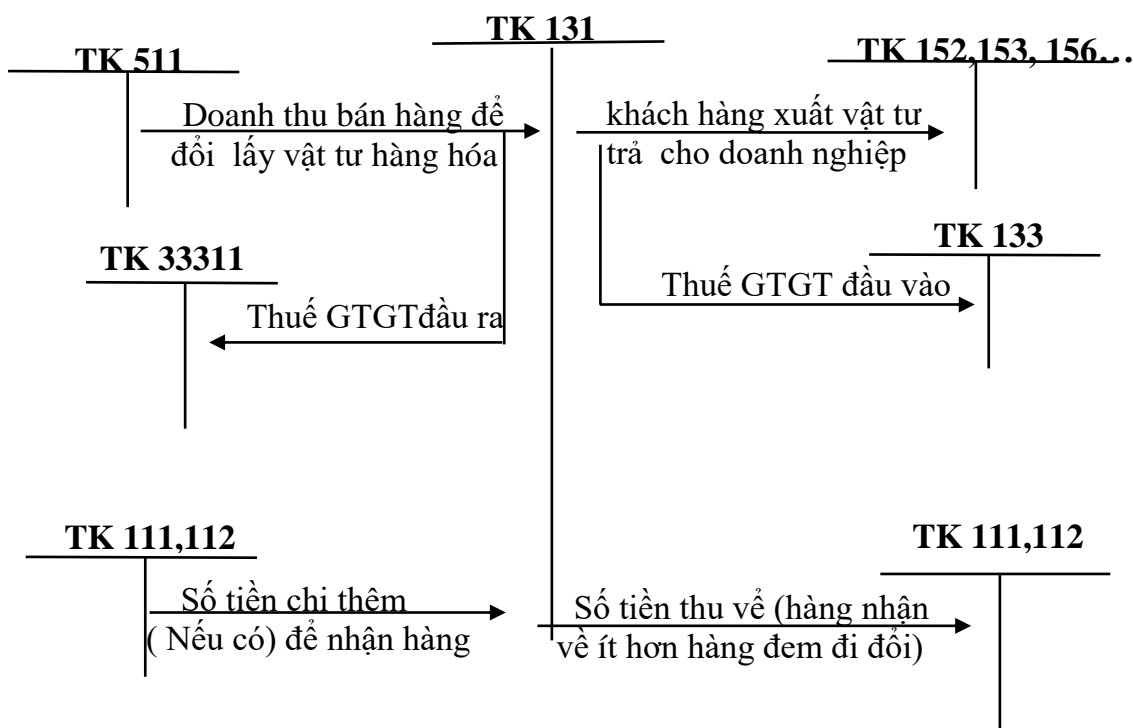 TK 131
TK 511
TK 152,153, 156…
Doanh thu bán hàng để
đổi lấy vật tư hàng hóa
khách hàng xuất vật tư
trả cho doanh nghiệp
TK 33311
TK 133
Thuế GTGTđầu ra
Thuế GTGT đầu vào
TK 111,112
TK 111,112
Số tiền chi thêm
( Nếu có) để nhận hàng
Số tiền thu về (hàng nhận
về ít hơn hàng đem đi đổi)